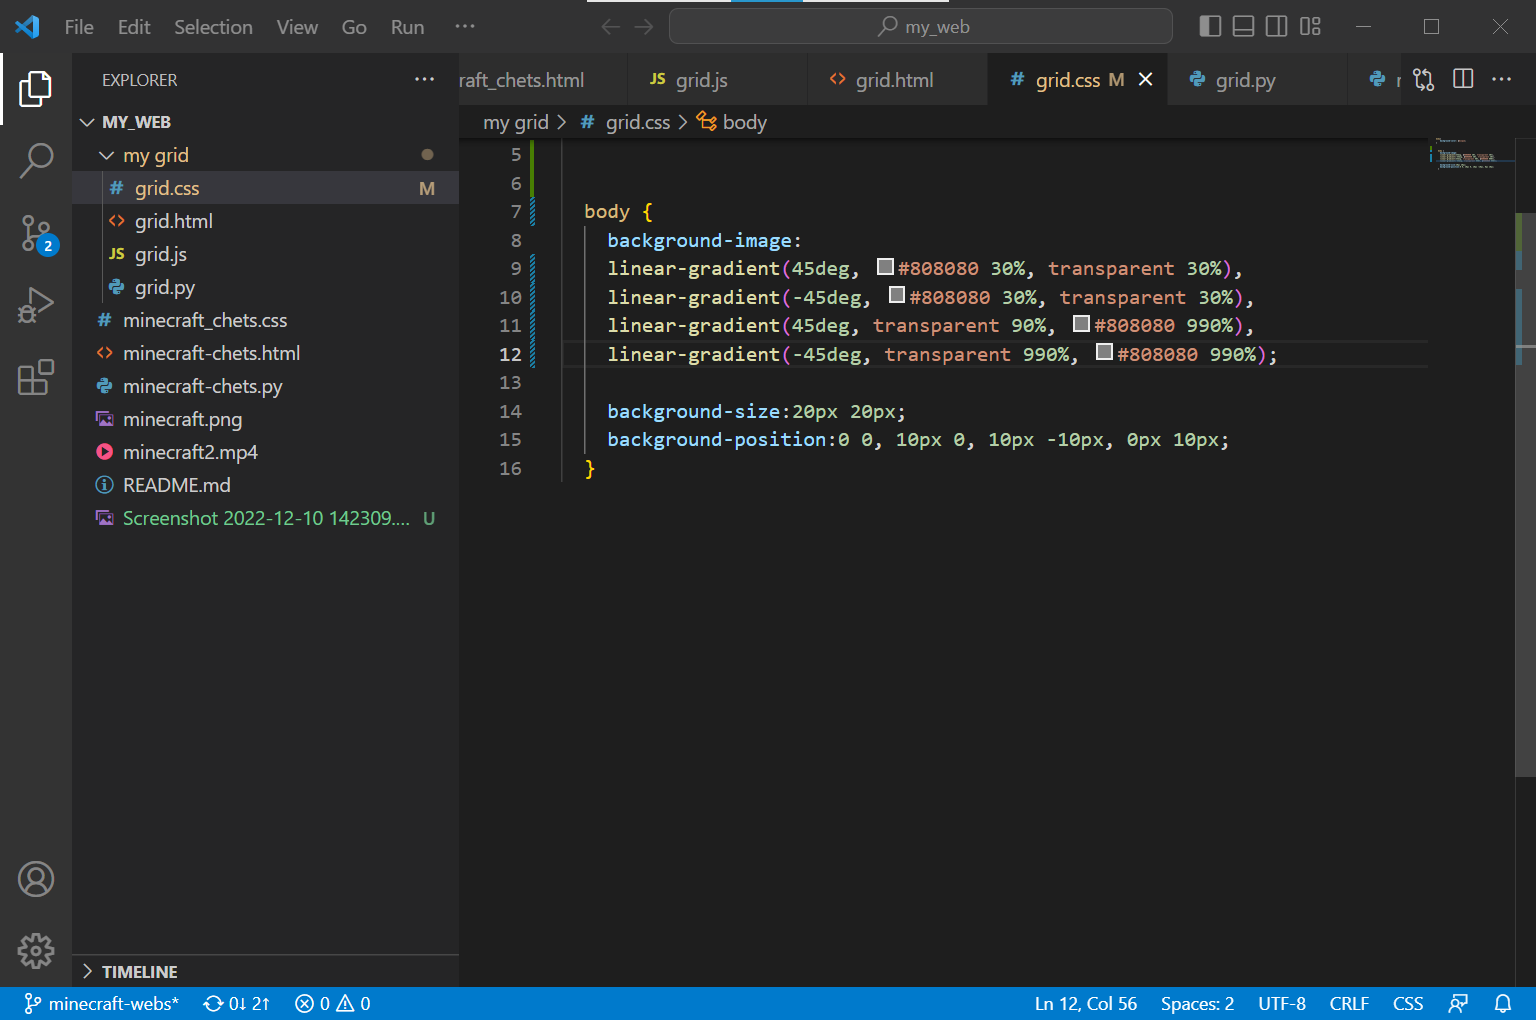 File Edit Selection View Go Run ··· my_web
EXPLORER ···
MY_WEB
my grid
# grid.css M
<> grid.html
JS grid.js
grid.py
# minecraft_chets.css
<> minecraft-chets.html
minecraft-chets.py
minecraft.png
minecraft2.mp4
README.md
Screenshot 2022-12-10 142309.... U
TIMELINE
2
raft_chets.html JS grid.js <> grid.html # grid.css M grid.py
my grid > # grid.css > body
5
6
7 body {
8 background-image:
9 linear-gradient(45deg, #808080 30%, transparent 30%),
10 linear-gradient(-45deg, #808080 30%, transparent 30%),
11 linear-gradient(45deg, transparent 90%, #808080 990%),
12 linear-gradient(-45deg, transparent 990%, #808080 990%);
13
14 background-size:20px 20px;
15 background-position:0 0, 10px 0, 10px -10px, 0px 10px;
16 }
minecraft-webs* 0↓ 2↑ 0 0 Ln 12, Col 56 Spaces: 2 UTF-8 CRLF CSS